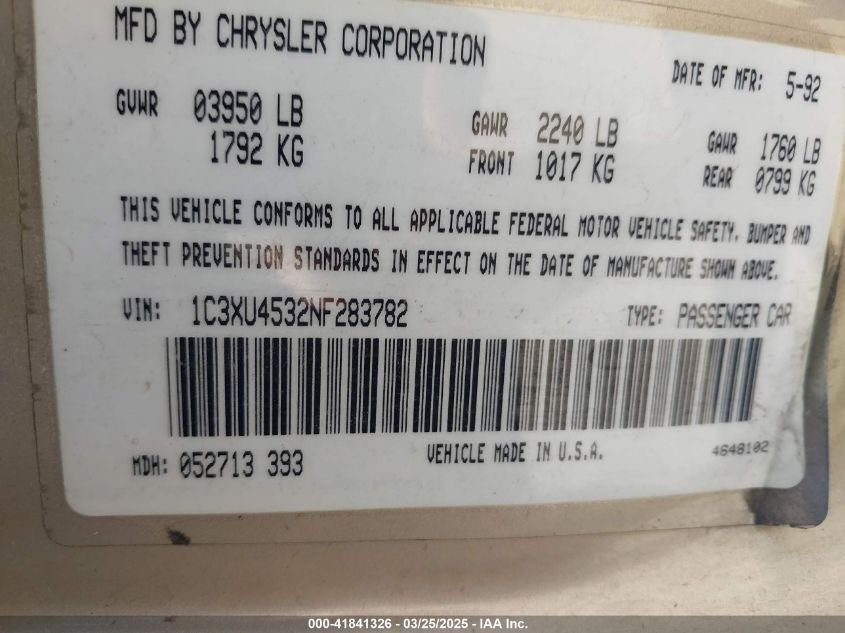 MFD BY CHRYSLER CORPORATION
DATE OF MFR: 5-92
GVWR 03950 LB GAWR 2240 LB GAWR 1760 LB
1792 KG FRONT 1017 KG REAR 0799 KG
THIS VEHICLE CONFORMS TO ALL APPLICABLE FEDERAL MOTOR VEHICLE SAFETY, BUMPER AND
THEFT PREVENTION STANDARDS IN EFFECT ON THE DATE OF MANUFACTURE SHOWN ABOVE.
VIN: 1C3XU4532NF283782 TYPE: PASSENGER CAR
MDH: 052713 393 VEHICLE MADE IN U.S.A. 4648102
000-41841326 - 03/25/2025 - IAA Inc.